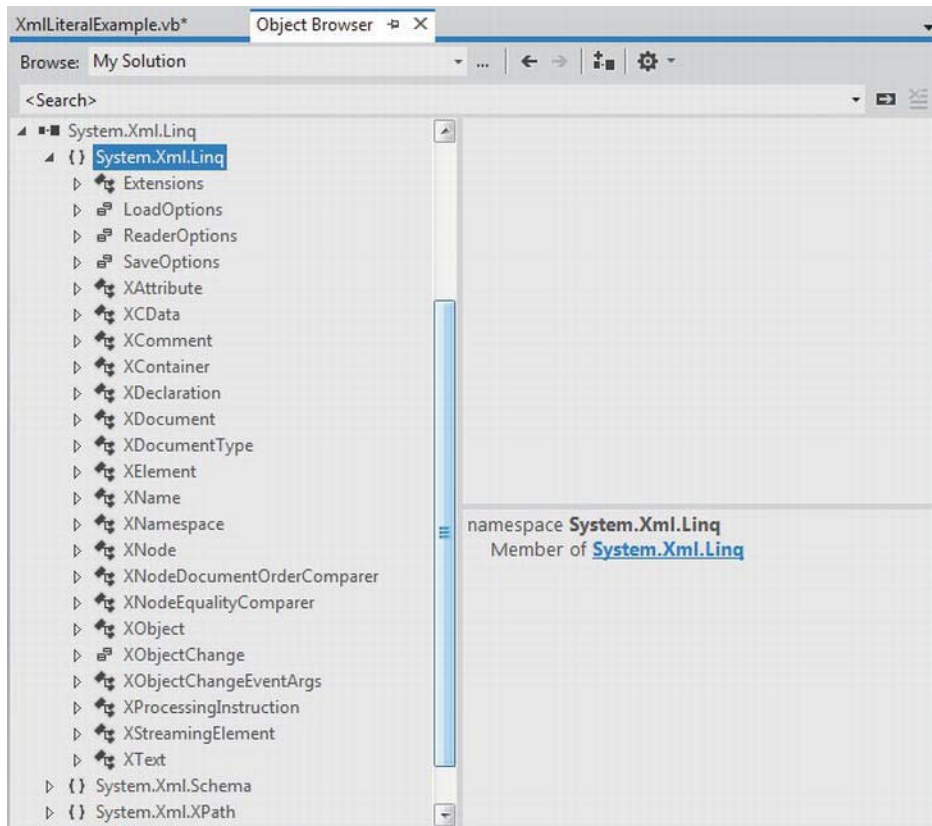 XmlLiteralExample.vb* Object Browser
Browse: My Solution ...
<Search>
System.Xml.Linq
{} System.Xml.Linq
Extensions
LoadOptions
ReaderOptions
SaveOptions
XAttribute
XCData
XComment
XContainer
XDeclaration
XDocument
XDocumentType
XElement
XName
XNamespace
XNode
XNodeDocumentOrderComparer
XNodeEqualityComparer
XObject
XObjectChange
XObjectChangeEventArgs
XProcessingInstruction
XStreamingElement
XText
{} System.Xml.Schema
{} System.Xml.XPath
namespace System.Xml.Linq
Member of System.Xml.Linq